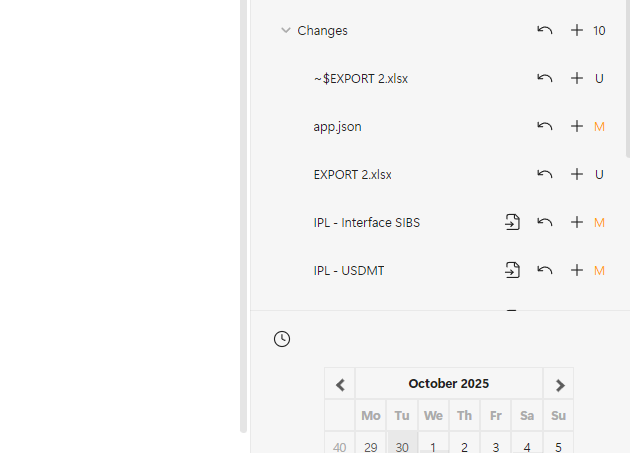 Changes 10
~$EXPORT 2.xlsx U
app.json M
EXPORT 2.xlsx U
IPL - Interface SIBS M
IPL - USDMT M
October 2025
Mo Tu We Th Fr Sa Su
40 29 30 1 2 3 4 5